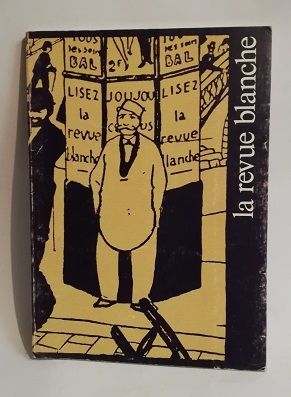 TOUS
les soirs
BAL
2F
TOUS
les soirs
BAL
LISEZ
la
revue
blanche
JOUJOU
LISEZ
la
revue
blanche
la revue blanche